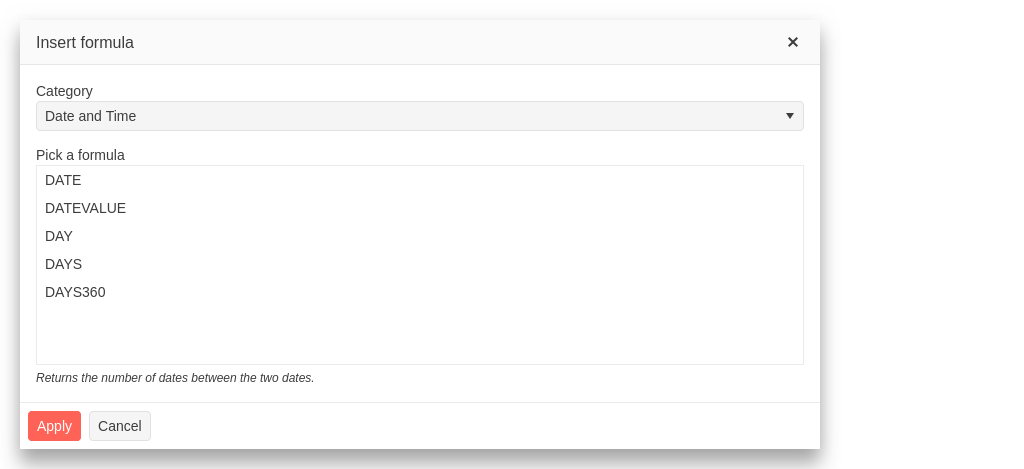 Insert formula
Category
Date and Time
Pick a formula
DATE
DATEVALUE
DAY
DAYS
DAYS360
Returns the number of dates between the two dates.
Apply Cancel